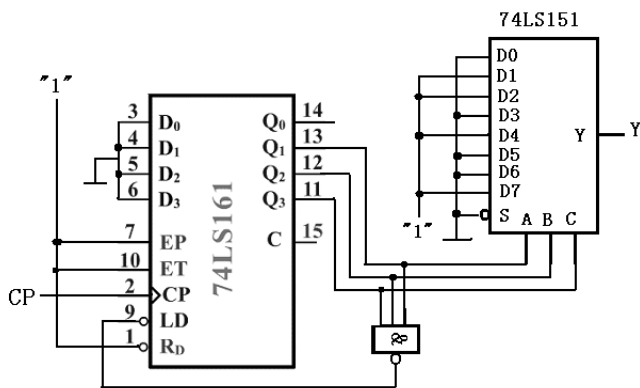 74LS151
"1"
3 D₀
4 D₁
5 D₂
6 D₃
7 EP
10 ET
CP 2 CP
9 LD
1 R_D
74LS161
Q₀ 14
Q₁ 13
Q₂ 12
Q₃ 11
C 15
D0
D1
D2
D3
D4
D5
D6
D7
S
A B C
Y Y
"1"
&